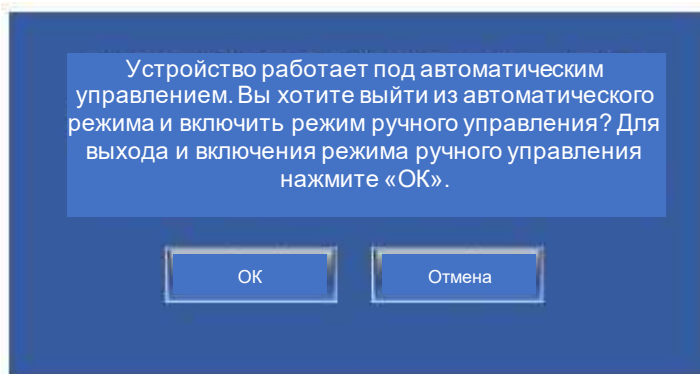 Устройство работает под автоматическим
управлением. Вы хотите выйти из автоматического
режима и включить режим ручного управления? Для
выхода и включения режима ручного управления
нажмите «ОК».
ОК
Отмена